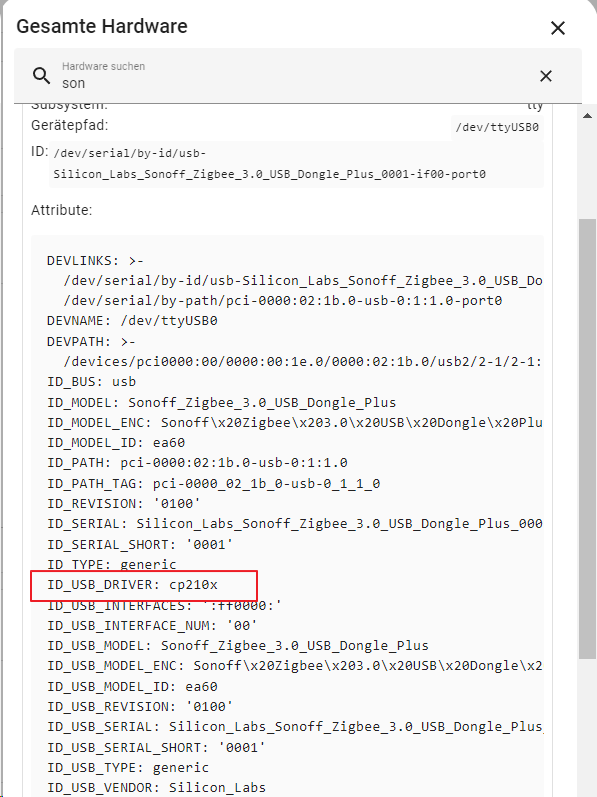 Gesamte Hardware
Hardware suchen
son
Subsystem:
tty
Gerätepfad:
/dev/ttyUSB0
ID: /dev/serial/by-id/usb-
Silicon_Labs_Sonoff_Zigbee_3.0_USB_Dongle_Plus_0001-if00-port0
Attribute:
DEVLINKS: >-
/dev/serial/by-id/usb-Silicon_Labs_Sonoff_Zigbee_3.0_USB_Do
/dev/serial/by-path/pci-0000:02:1b.0-usb-0:1:1.0-port0
DEVNAME: /dev/ttyUSB0
DEVPATH: >-
/devices/pci0000:00/0000:00:1e.0/0000:02:1b.0/usb2/2-1/2-1:
ID_BUS: usb
ID_MODEL: Sonoff_Zigbee_3.0_USB_Dongle_Plus
ID_MODEL_ENC: Sonoff\x20Zigbee\x203.0\x20USB\x20Dongle\x20Plu
ID_MODEL_ID: ea60
ID_PATH: pci-0000:02:1b.0-usb-0:1:1.0
ID_PATH_TAG: pci-0000_02_1b_0-usb-0_1_1_0
ID_REVISION: '0100'
ID_SERIAL: Silicon_Labs_Sonoff_Zigbee_3.0_USB_Dongle_Plus_000
ID_SERIAL_SHORT: '0001'
ID_TYPE: generic
ID_USB_DRIVER: cp210x
ID_USB_INTERFACES: ':ff0000:'
ID_USB_INTERFACE_NUM: '00'
ID_USB_MODEL: Sonoff_Zigbee_3.0_USB_Dongle_Plus
ID_USB_MODEL_ENC: Sonoff\x20Zigbee\x203.0\x20USB\x20Dongle\x2
ID_USB_MODEL_ID: ea60
ID_USB_REVISION: '0100'
ID_USB_SERIAL: Silicon_Labs_Sonoff_Zigbee_3.0_USB_Dongle_Plus_
ID_USB_SERIAL_SHORT: '0001'
ID_USB_TYPE: generic
ID_USB_VENDOR: Silicon_Labs